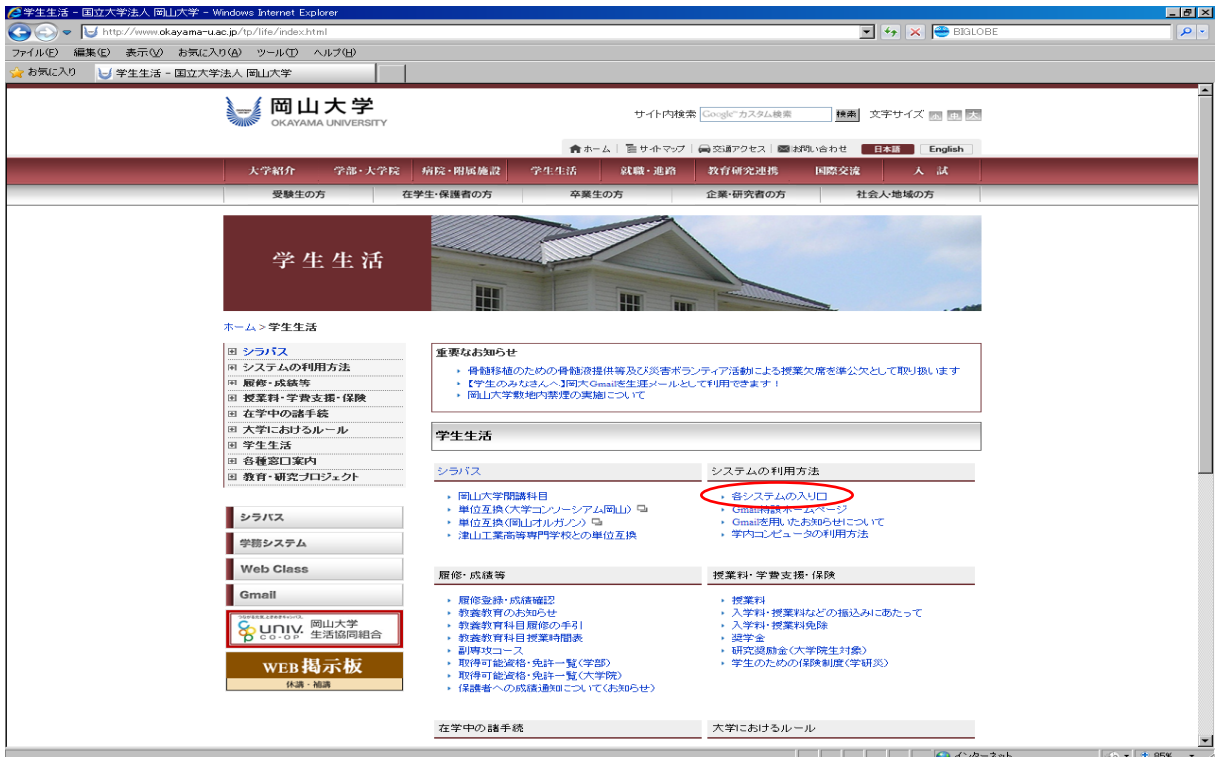 学生生活 - 国立大学法人 岡山大学 - Windows Internet Explorer
http://www.okayama-u.ac.jp/tp/life/index.html
BIGLOBE
ファイル(F) 編集(E) 表示(V) お気に入り(A) ツール(T) ヘルプ(H)
お気に入り 学生生活 - 国立大学法人 岡山大学
岡山大学
OKAYAMA UNIVERSITY
サイト内検索 Google カスタム検索 検索 文字サイズ 小 中 大
ホーム サイトマップ 交通アクセス お問い合わせ 日本語 English
大学紹介 学部・大学院 病院・附属施設 学生生活 就職・進路 教育研究連携 国際交流 入 試
受験生の方 在学生・保護者の方 卒業生の方 企業・研究者の方 社会人・地域の方
学生生活
ホーム > 学生生活
シラバス
システムの利用方法
履修・成績等
授業料・学費支援・保険
在学中の諸手続
大学におけるルール
学生生活
各種窓口案内
教育・研究プロジェクト
シラバス
学務システム
Web Class
Gmail
UNIV. CO-OP 岡山大学 生活協同組合
WEB掲示板
休講・補講
重要なお知らせ
骨髄移植のための骨髄液提供等及び災害ボランティア活動による授業欠席を準公欠として取り扱います
【学生のみなさんへ】岡大Gmailを生涯メールとして利用できます！
岡山大学敷地内禁煙の実施について
学生生活
シラバス
岡山大学開講科目
単位互換(大学コンソーシアム岡山)
単位互換(岡山オルガノン)
津山工業高等専門学校との単位互換
システムの利用方法
各システムの入り口
Gmail特設ホームページ
Gmailを用いたお知らせについて
学内コンピュータの利用方法
履修・成績等
履修登録・成績確認
教養教育のお知らせ
教養教育科目履修の手引
教養教育科目授業時間表
副専攻コース
取得可能資格・免許一覧(学部)
取得可能資格・免許一覧(大学院)
保護者への成績通知について(お知らせ)
授業料・学費支援・保険
授業料
入学料・授業料などの振込みにあたって
入学料・授業料免除
奨学金
研究奨励金(大学院生対象)
学生のための保険制度(学研災)
在学中の諸手続
大学におけるルール
インターネット
95%